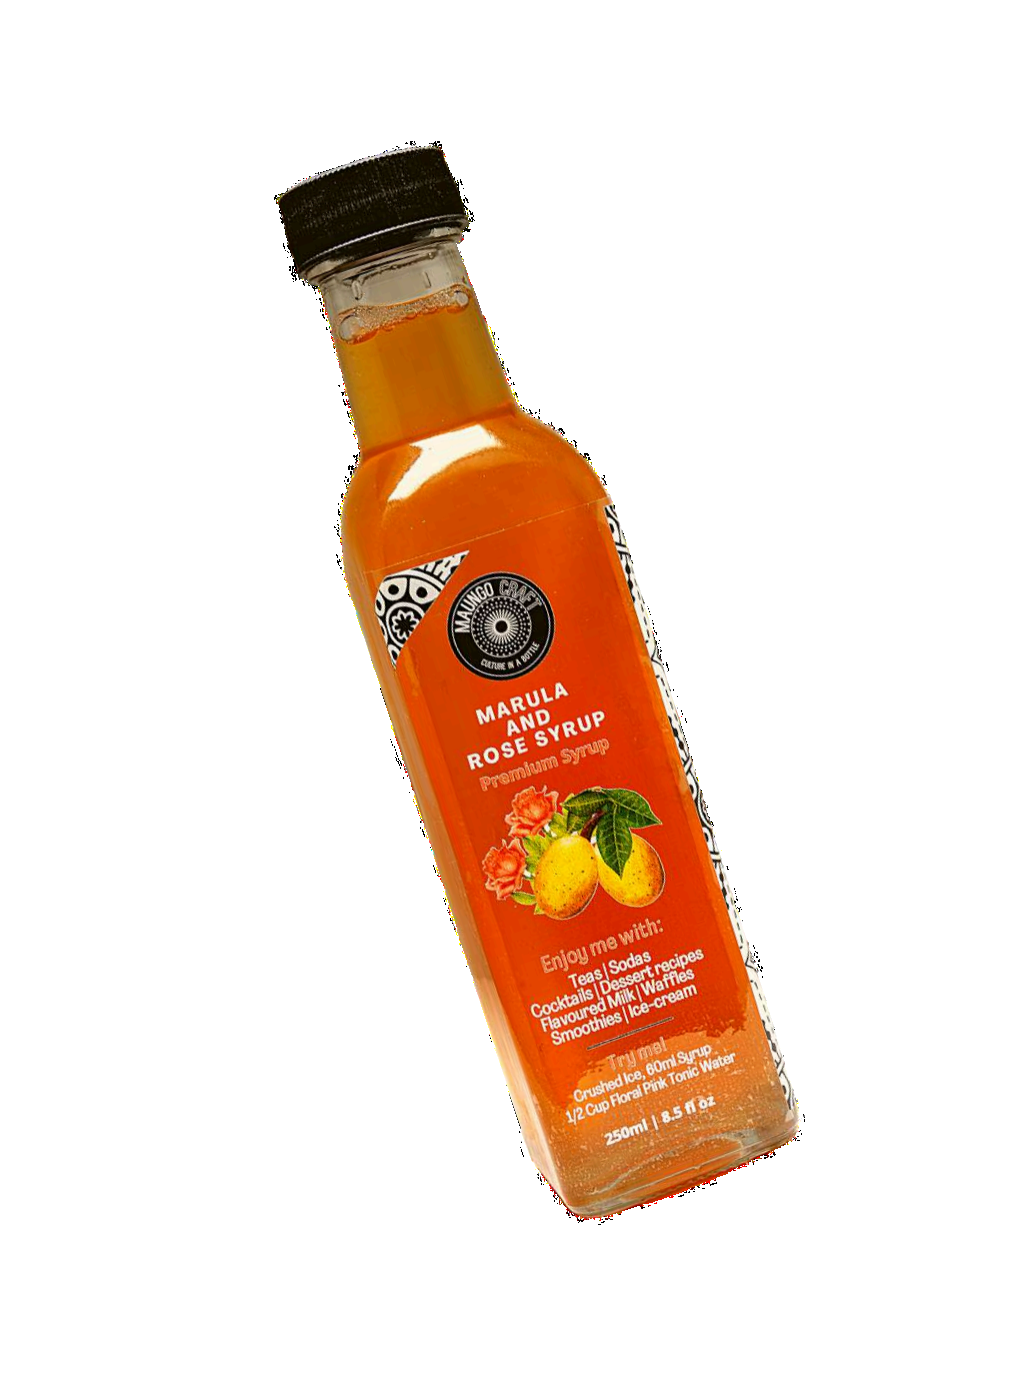 MAUNGO CRAFT
CULTURE IN A BOTTLE
MARULA
AND
ROSE SYRUP
Premium Syrup
Enjoy me with:
Teas | Sodas
Cocktails | Dessert recipes
Flavoured Milk | Waffles
Smoothies | Ice-cream
Try me!
Crushed Ice, 60ml Syrup
1/2 Cup Floral Pink Tonic Water
250ml | 8.5 fl oz